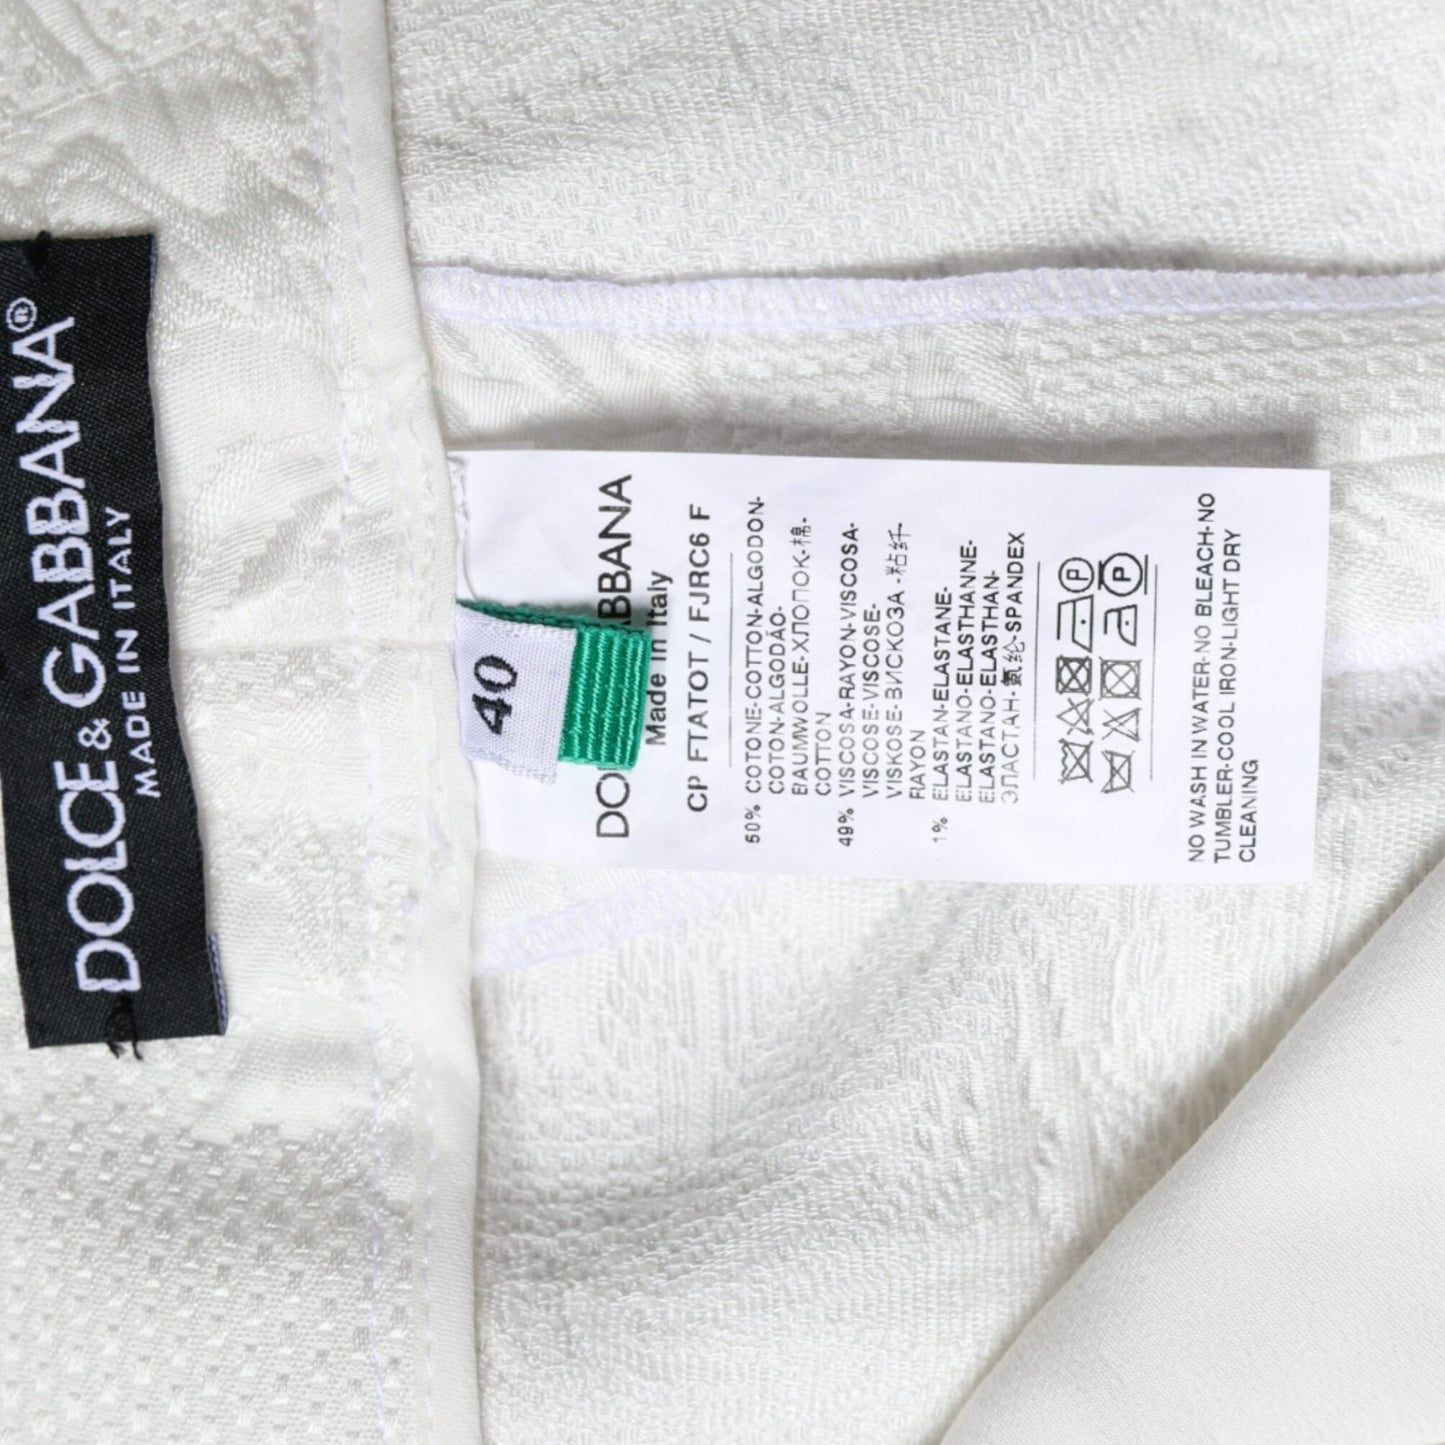 DOLCE & GABBANA®
MADE IN ITALY
40
DO BBANA
Made in Italy
CP FTATOT / FJRC6 F
50% COTONE-COTTON-ALGODON-
COTON-ALGODÃO-
BAUMWOLLE-ХЛОПОК-棉-
COTTON
49% VISCOSA-RAYON-VISCOSA-
VISCOSE-VISCOSE-
VISKOSE-ВИСКОЗА-粘纤-
RAYON
1% ELASTAN-ELASTANE-
ELASTANO-ELASTHANNE-
ELASTANO-ELASTHAN-
ЭЛАСТАН-氨纶-SPANDEX
P
P
NO WASH IN WATER-NO BLEACH-NO
TUMBLER-COOL IRON-LIGHT DRY
CLEANING